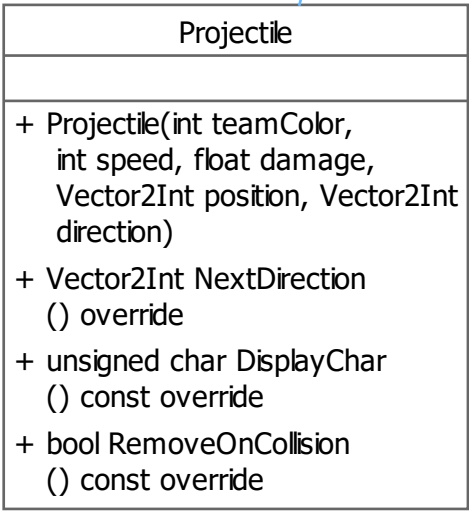 Projectile
+ Projectile(int teamColor,
int speed, float damage,
Vector2Int position, Vector2Int
direction)
+ Vector2Int NextDirection
() override
+ unsigned char DisplayChar
() const override
+ bool RemoveOnCollision
() const override